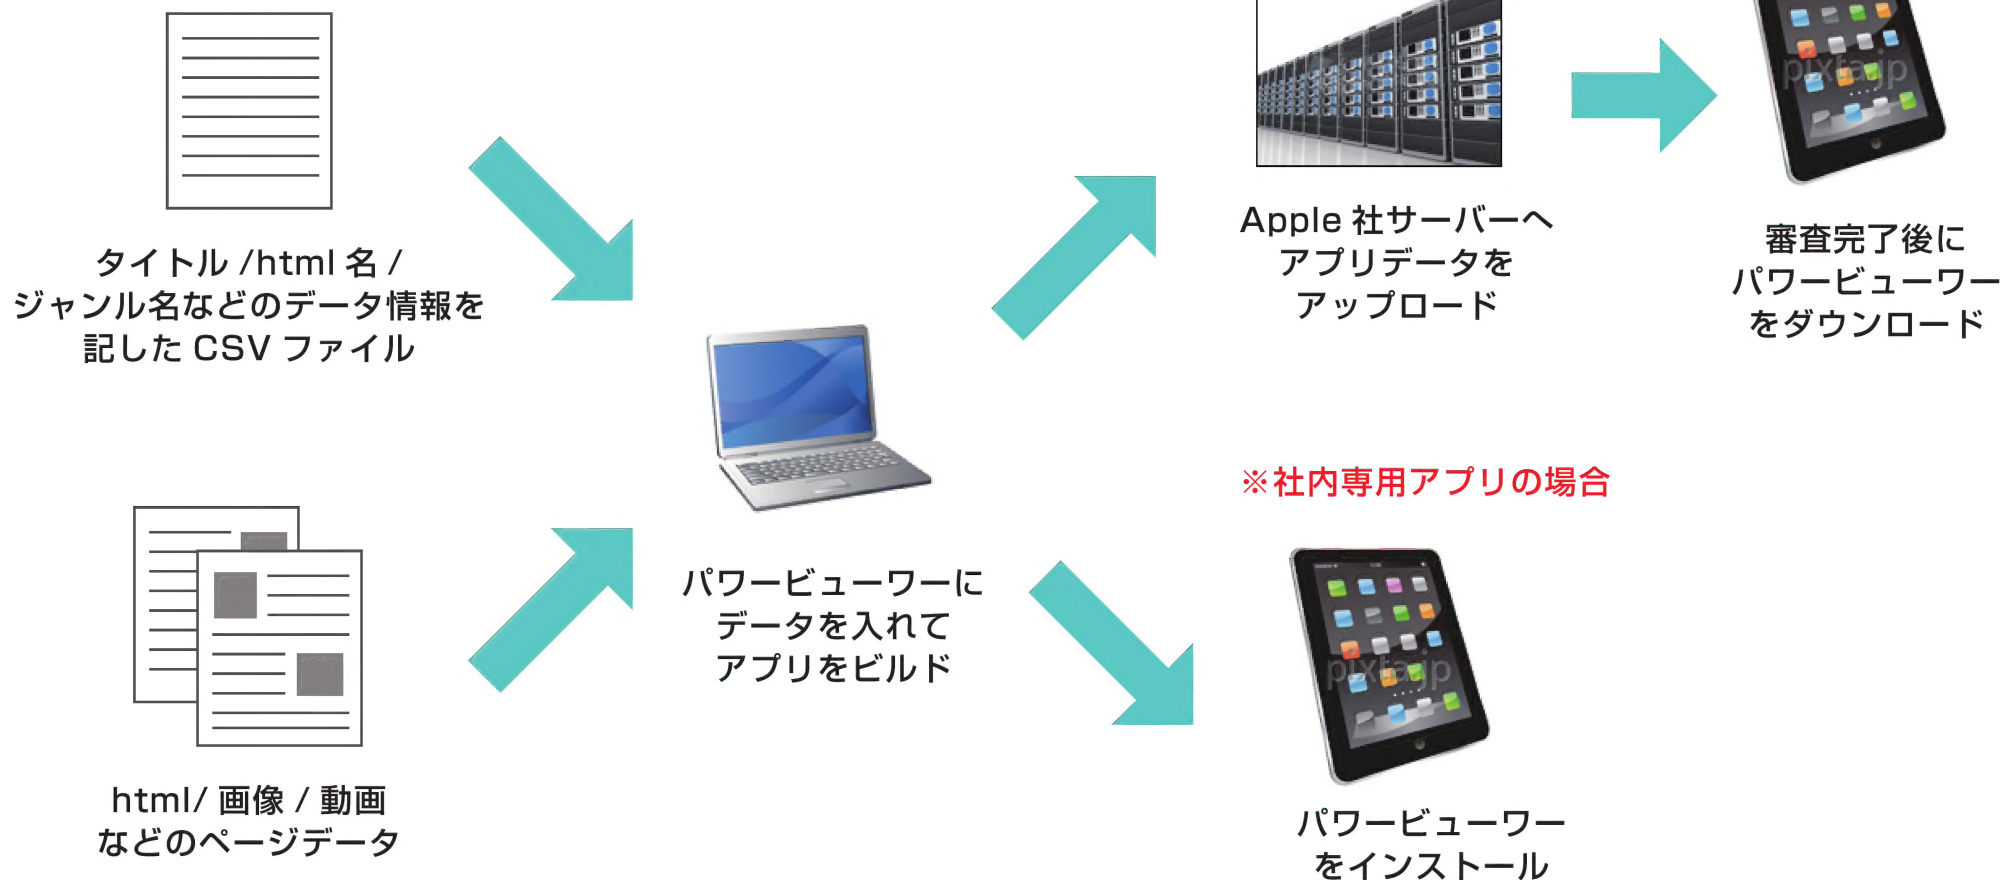 タイトル /html 名 /
ジャンル名などのデータ情報を
記した CSV ファイル
html/ 画像 / 動画
などのページデータ
パワービューワーに
データを入れて
アプリをビルド
Apple 社サーバーへ
アプリデータを
アップロード
pixta.jp
審査完了後に
パワービューワー
をダウンロード
※社内専用アプリの場合
pixta.jp
パワービューワー
をインストール